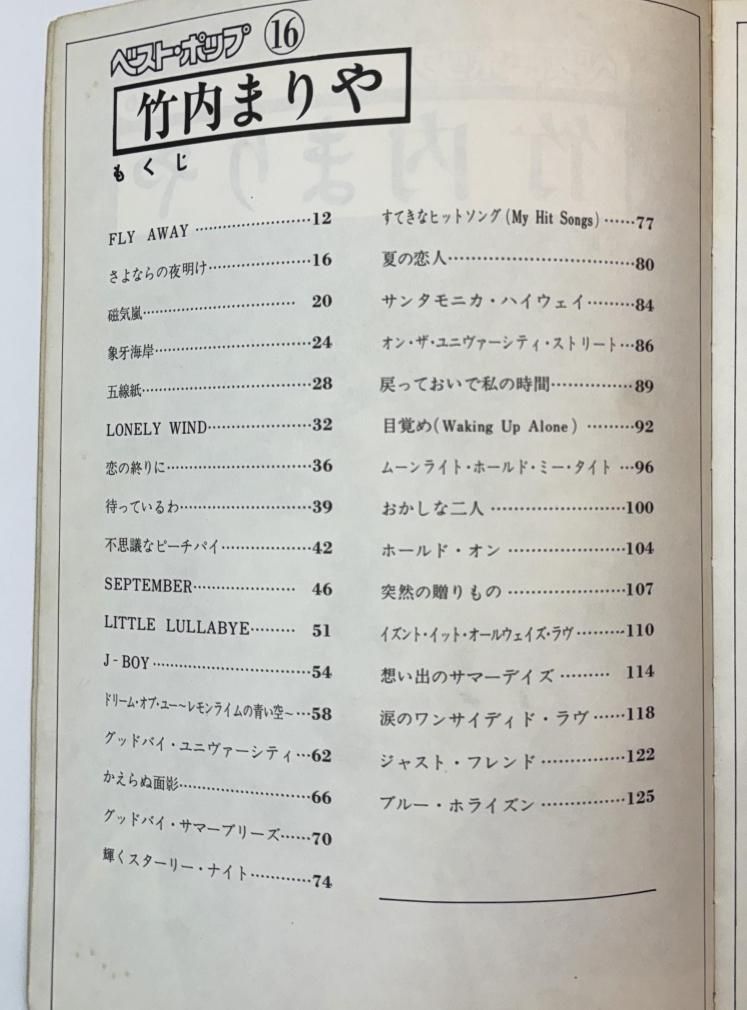 ベスト・ポップ ⑯
竹内まりや
もくじ
FLY AWAY ……………………12
さよならの夜明け…………………16
磁気嵐…………………………… 20
象牙海岸……………………………24
五線紙………………………………28
LONELY WIND…………………32
恋の終りに…………………………36
待っているわ………………………39
不思議なピーチパイ………………42
SEPTEMBER………………… 46
LITTLE LULLABYE……… 51
J-BOY……………………………54
ドリーム・オブ・ユー〜レモンライムの青い空〜…58
グッドバイ・ユニヴァーシティ…62
かえらぬ面影………………………66
グッドバイ・サマーブリーズ……70
輝くスターリー・ナイト…………74
すてきなヒットソング(My Hit Songs)……77
夏の恋人……………………………80
サンタモニカ・ハイウェイ………84
オン・ザ・ユニヴァーシティ・ストリート…86
戻っておいで私の時間……………89
目覚め(Waking Up Alone) ………92
ムーンライト・ホールド・ミー・タイト …96
おかしな二人 ……………………100
ホールド・オン …………………104
突然の贈りもの …………………107
イズント・イット・オールウェイズ・ラヴ………110
想い出のサマーデイズ ……… 114
涙のワンサイディド・ラヴ ……118
ジャスト・フレンド ……………122
ブルー・ホライズン ……………125